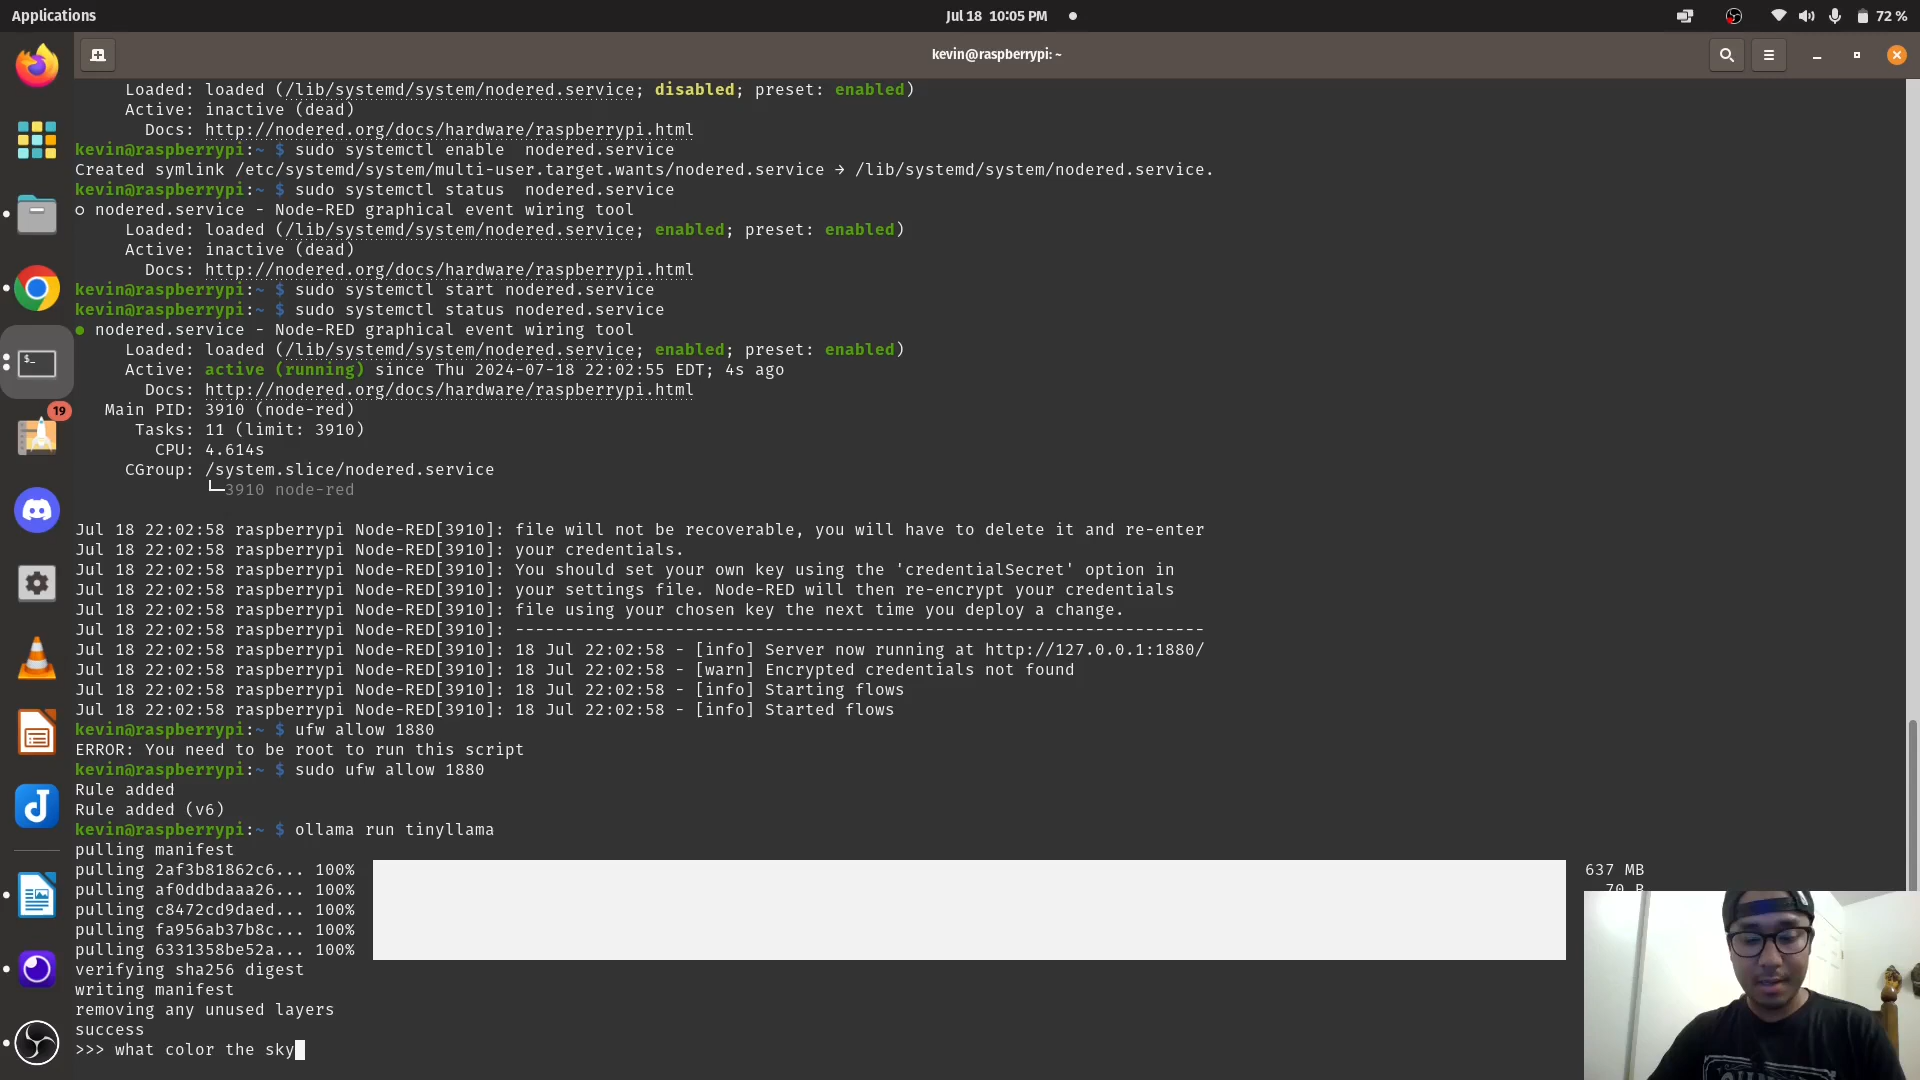 Applications
Jul 18 10:05 PM
72 %
kevin@raspberrypi: ~
Loaded: loaded (/lib/systemd/system/nodered.service; disabled; preset: enabled)
Active: inactive (dead)
Docs: http://nodered.org/docs/hardware/raspberrypi.html
kevin@raspberrypi:~ $ sudo systemctl enable  nodered.service
Created symlink /etc/systemd/system/multi-user.target.wants/nodered.service → /lib/systemd/system/nodered.service.
kevin@raspberrypi:~ $ sudo systemctl status  nodered.service
○ nodered.service - Node-RED graphical event wiring tool
Loaded: loaded (/lib/systemd/system/nodered.service; enabled; preset: enabled)
Active: inactive (dead)
Docs: http://nodered.org/docs/hardware/raspberrypi.html
kevin@raspberrypi:~ $ sudo systemctl start nodered.service
kevin@raspberrypi:~ $ sudo systemctl status nodered.service
● nodered.service - Node-RED graphical event wiring tool
Loaded: loaded (/lib/systemd/system/nodered.service; enabled; preset: enabled)
Active: active (running) since Thu 2024-07-18 22:02:55 EDT; 4s ago
Docs: http://nodered.org/docs/hardware/raspberrypi.html
Main PID: 3910 (node-red)
19
Tasks: 11 (limit: 3910)
CPU: 4.614s
CGroup: /system.slice/nodered.service
└─3910 node-red
Jul 18 22:02:58 raspberrypi Node-RED[3910]: file will not be recoverable, you will have to delete it and re-enter
Jul 18 22:02:58 raspberrypi Node-RED[3910]: your credentials.
Jul 18 22:02:58 raspberrypi Node-RED[3910]: You should set your own key using the 'credentialSecret' option in
Jul 18 22:02:58 raspberrypi Node-RED[3910]: your settings file. Node-RED will then re-encrypt your credentials
Jul 18 22:02:58 raspberrypi Node-RED[3910]: file using your chosen key the next time you deploy a change.
Jul 18 22:02:58 raspberrypi Node-RED[3910]: ---------------------------------------------------------------------
Jul 18 22:02:58 raspberrypi Node-RED[3910]: 18 Jul 22:02:58 - [info] Server now running at http://127.0.0.1:1880/
Jul 18 22:02:58 raspberrypi Node-RED[3910]: 18 Jul 22:02:58 - [warn] Encrypted credentials not found
Jul 18 22:02:58 raspberrypi Node-RED[3910]: 18 Jul 22:02:58 - [info] Starting flows
Jul 18 22:02:58 raspberrypi Node-RED[3910]: 18 Jul 22:02:58 - [info] Started flows
kevin@raspberrypi:~ $ ufw allow 1880
ERROR: You need to be root to run this script
kevin@raspberrypi:~ $ sudo ufw allow 1880
Rule added
Rule added (v6)
kevin@raspberrypi:~ $ ollama run tinyllama
pulling manifest
pulling 2af3b81862c6... 100% 637 MB
pulling af0ddbdaaa26... 100% 70 B
pulling c8472cd9daed... 100%
pulling fa956ab37b8c... 100%
pulling 6331358be52a... 100%
verifying sha256 digest
writing manifest
removing any unused layers
success
>>> what color the sky